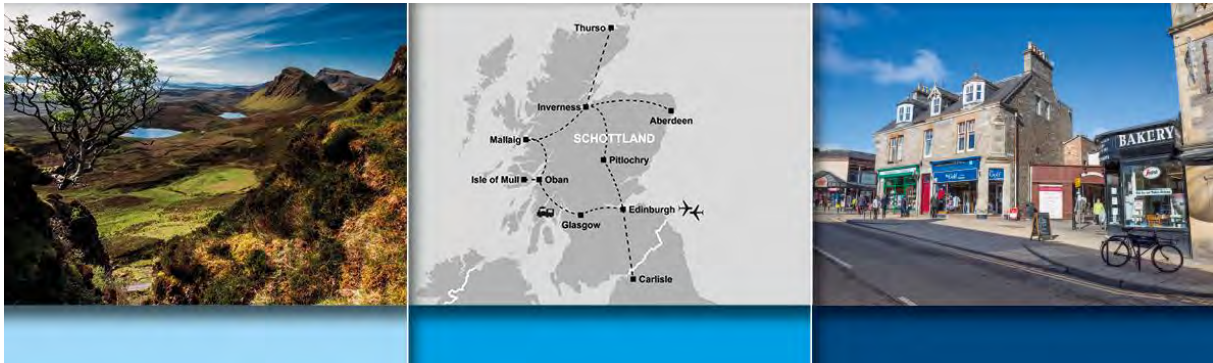 Thurso
Inverness
Aberdeen
Mallaig
SCHOTTLAND
Pitlochry
Isle of Mull
Oban
Edinburgh
Glasgow
Carlisle
BAKERY